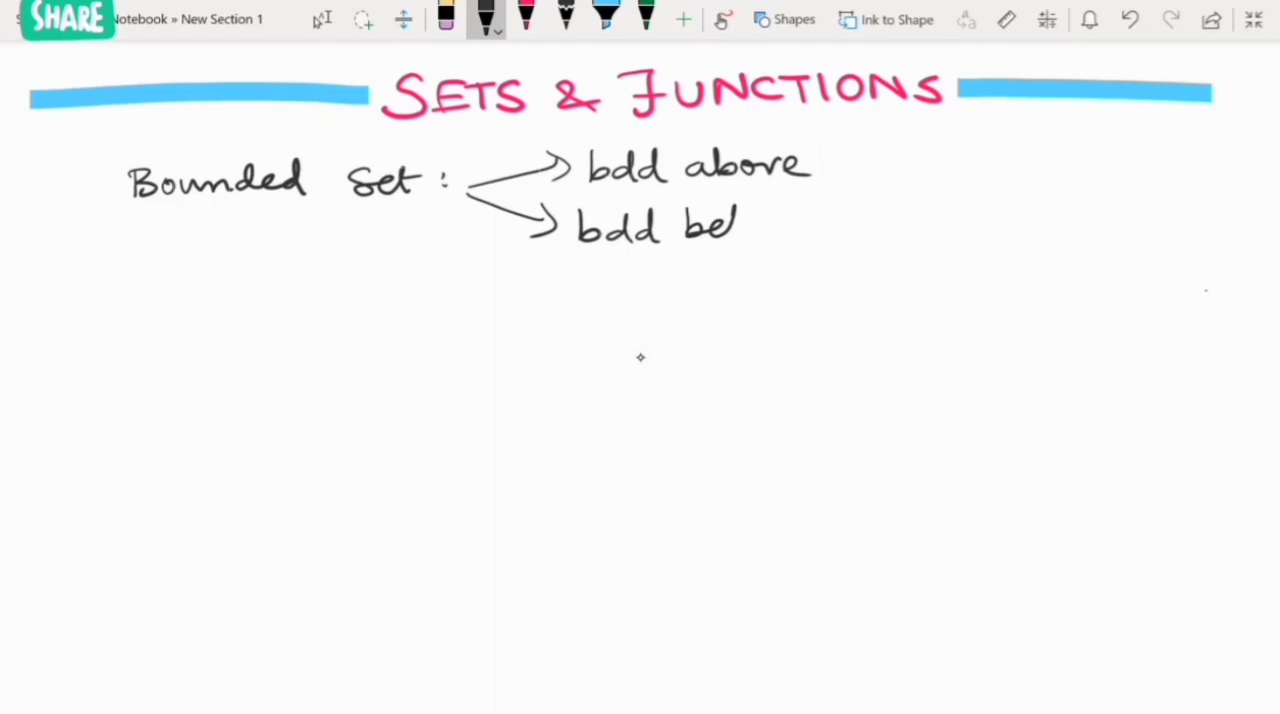 SHARE
Notebook » New Section 1
Shapes
Ink to Shape
SETS & FUNCTIONS
Bounded Set :
bdd above
bdd bel